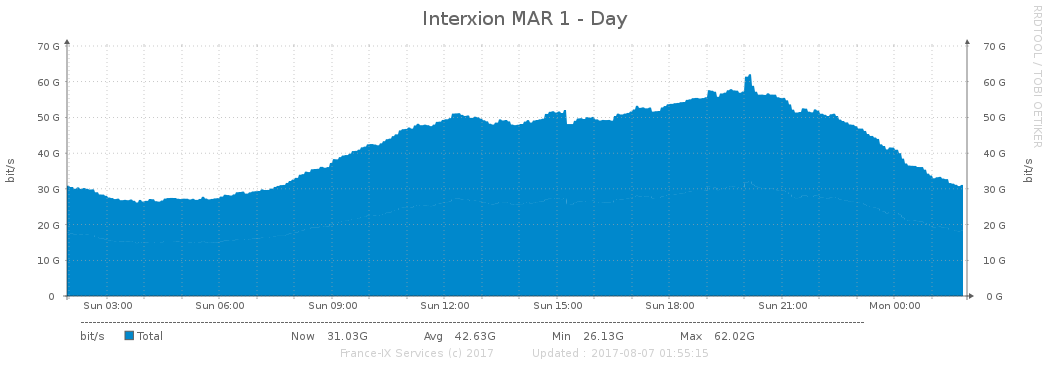 Interxion MAR 1 - Day
RRDTOOL / TOBI OETIKER
70 G 70 G
60 G 60 G
50 G 50 G
40 G 40 G
30 G 30 G
20 G 20 G
10 G 10 G
0 0 G
bit/s bit/s
Sun 03:00 Sun 06:00 Sun 09:00 Sun 12:00 Sun 15:00 Sun 18:00 Sun 21:00 Mon 00:00
bit/s Total Now 31.03G Avg 42.63G Min 26.13G Max 62.02G
France-IX Services (c) 2017 Updated : 2017-08-07 01:55:15